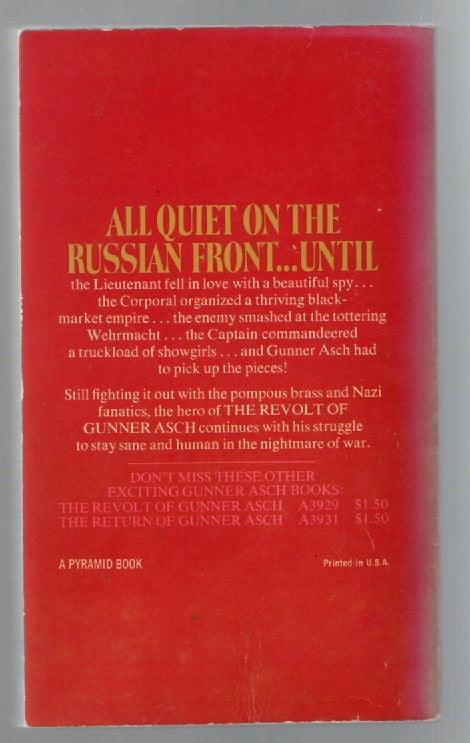 ALL QUIET ON THE
RUSSIAN FRONT...UNTIL
the Lieutenant fell in love with a beautiful spy...
the Corporal organized a thriving black-
market empire... the enemy smashed at the tottering
Wehrmacht... the Captain commandeered
a truckload of showgirls... and Gunner Asch had
to pick up the pieces!
Still fighting it out with the pompous brass and Nazi
fanatics, the hero of THE REVOLT OF
GUNNER ASCH continues with his struggle
to stay sane and human in the nightmare of war.
DON'T MISS THESE OTHER
EXCITING GUNNER ASCH BOOKS:
THE REVOLT OF GUNNER ASCH A3929 $1.50
THE RETURN OF GUNNER ASCH A3931 $1.50
A PYRAMID BOOK Printed in U.S.A.